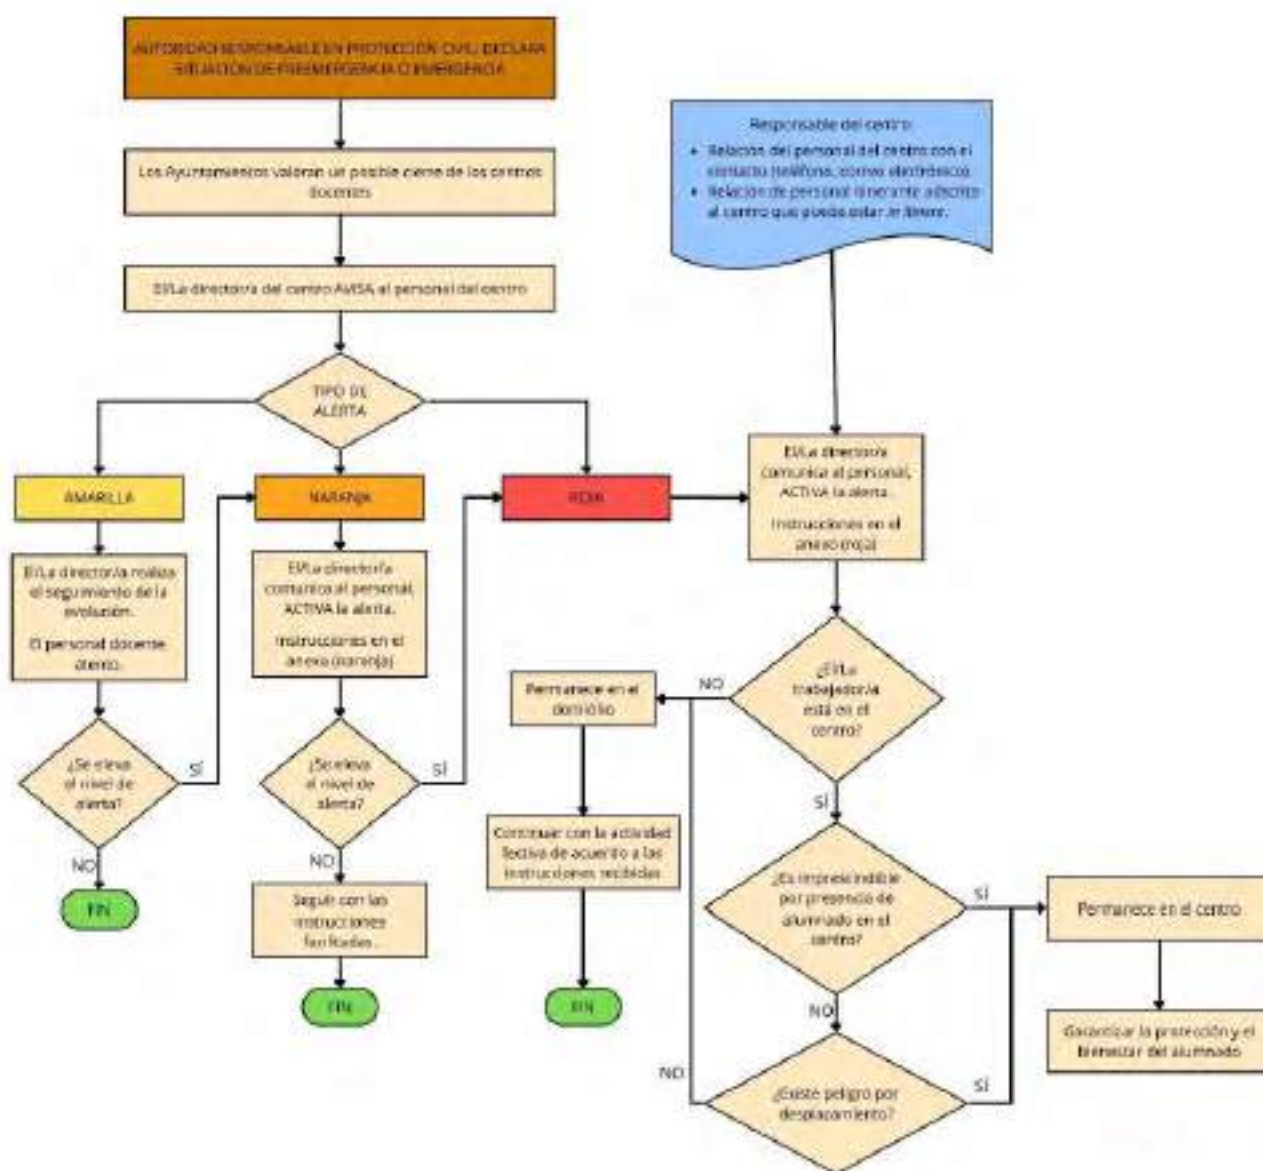 AUTORIDAD RESPONSABLE EN PROTECCIÓN CIVIL: DECLARA
SITUACIÓN DE PREEMERGENCIA O EMERGENCIA
Los Ayuntamientos valoran un posible cierre de los centros
docentes
El/La director/a del centro AVISA al personal del centro
Responsable del centro:
• Relación del personal del centro con el
contacto (teléfono, correo electrónico)
• Relación de personal itinerante adscrito
al centro que pueda estar in itinere.
TIPO DE
ALERTA
AMARILLA
NARANJA
ROJA
El/La director/a
comunica al personal,
ACTIVA la alerta.
Instrucciones en el
anexo (roja)
El/La director/a realiza
el seguimiento de la
evolución.
El personal docente
atento.
El/La director/a
comunica al personal,
ACTIVA la alerta.
Instrucciones en el
anexo (naranja)
¿Se eleva
el nivel de
alerta?
SÍ
NO
FIN
¿Se eleva
el nivel de
alerta?
SÍ
NO
Seguir con las
instrucciones
facilitadas.
FIN
¿El/La
trabajador/a
está en el
centro?
NO
Permanece en el
domicilio
Continuar con la actividad
lectiva de acuerdo a las
instrucciones recibidas
FIN
SÍ
¿Es imprescindible
por presencia de
alumnado en el
centro?
SÍ
Permanece en el centro
Garantizar la protección y el
bienestar del alumnado
NO
¿Existe peligro por
desplazamiento?
NO
SÍ